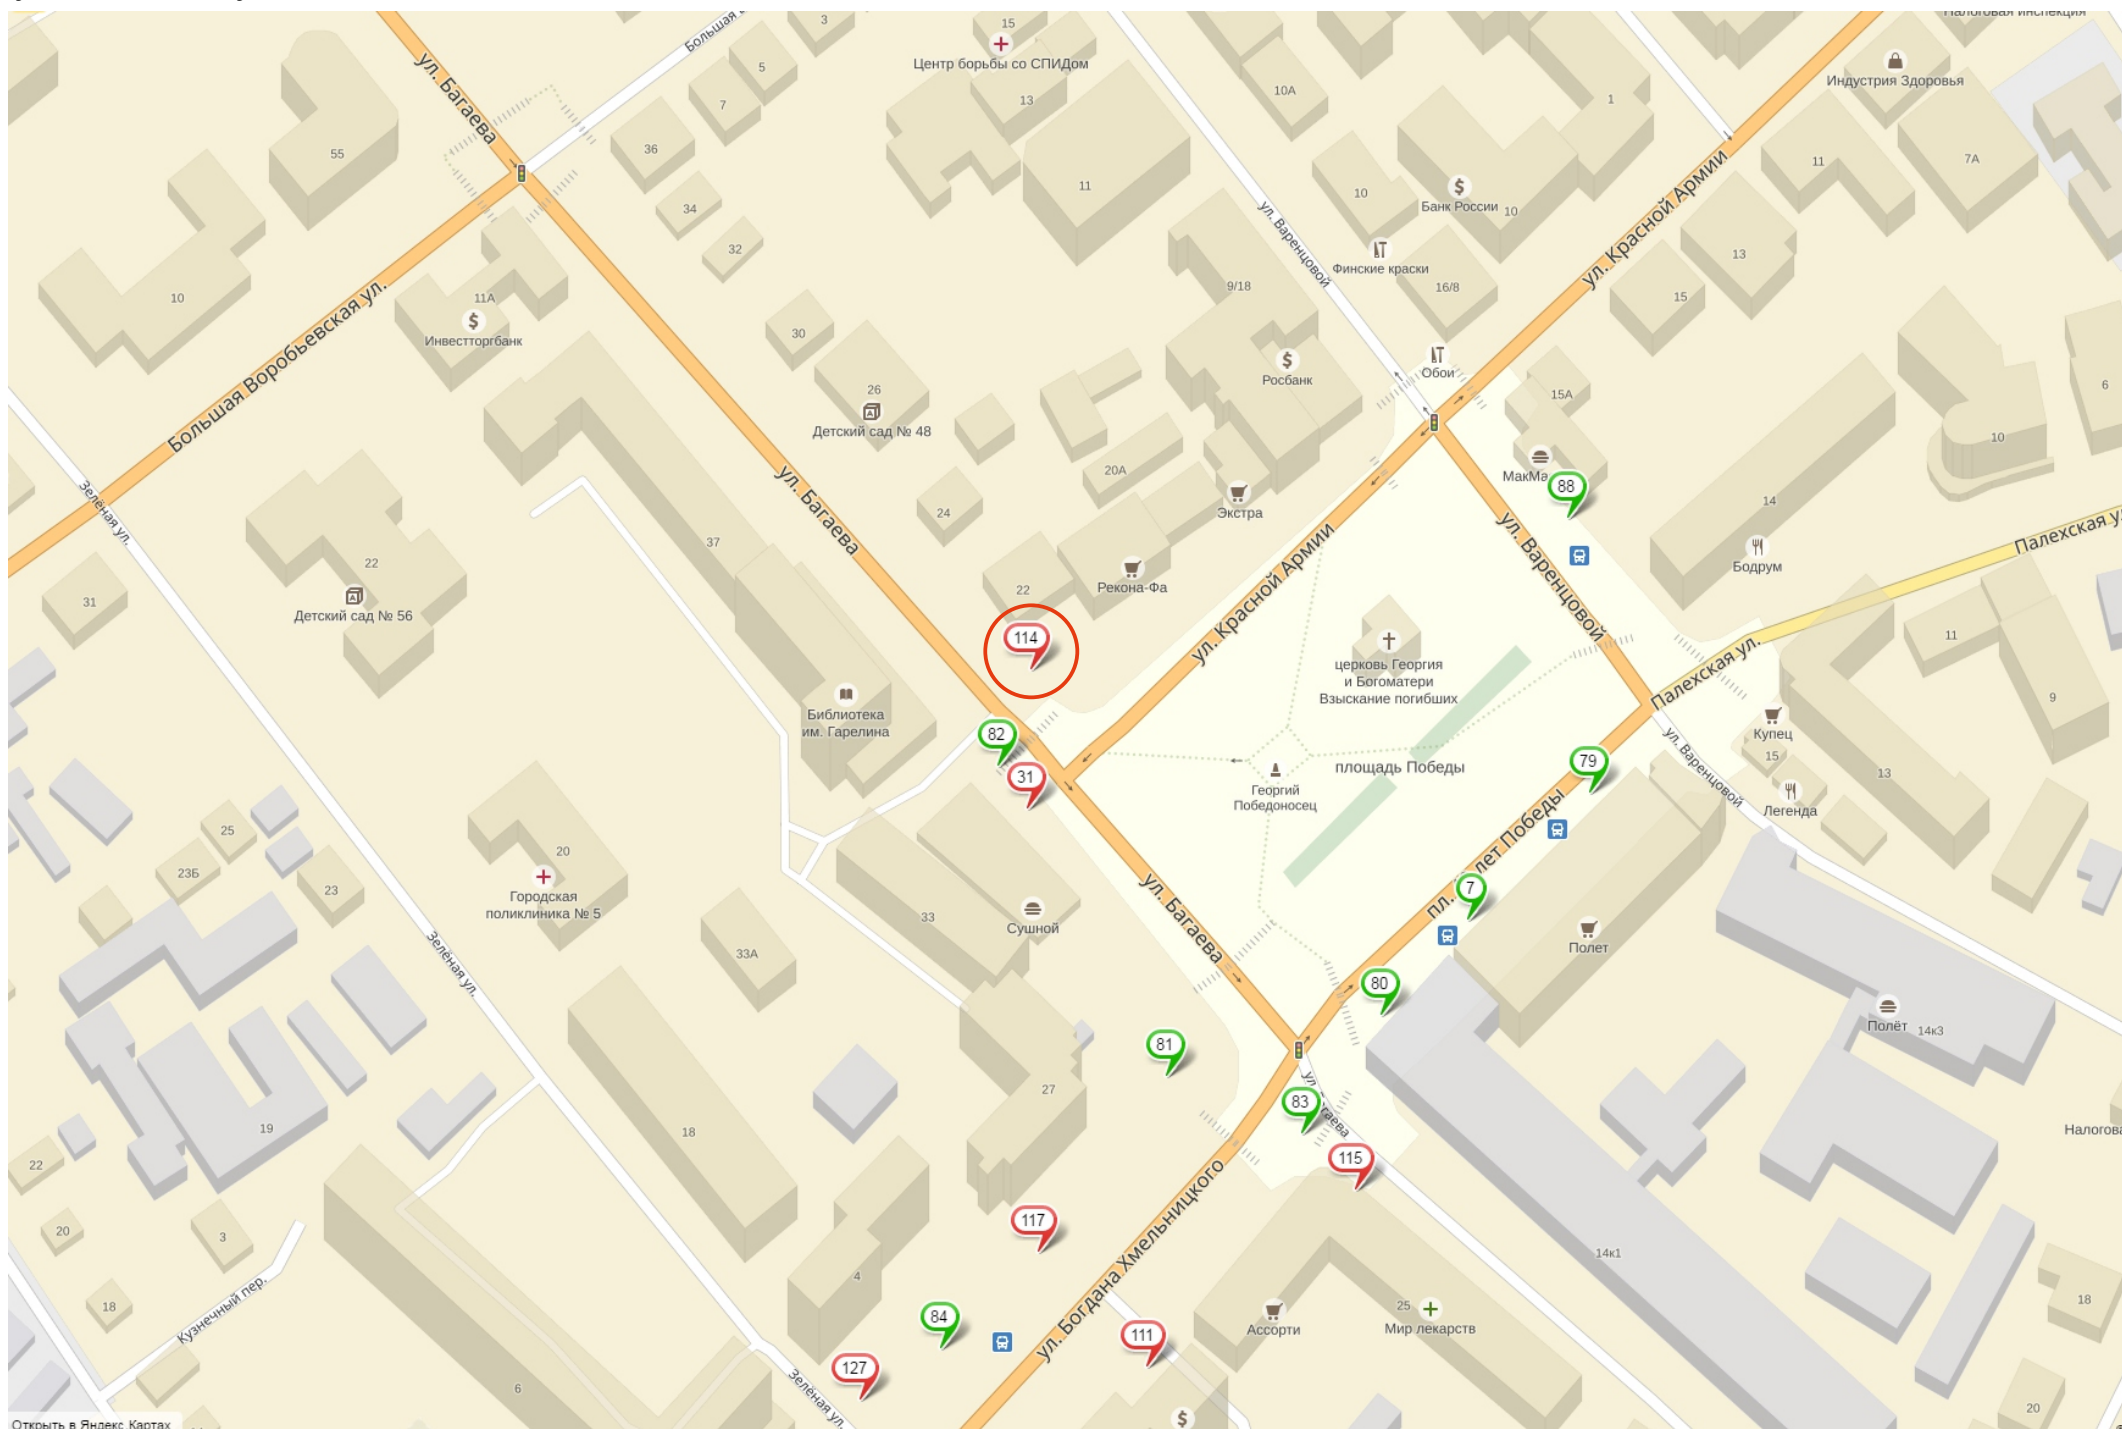 Большая
ул. Багаева
3
15
Центр борьбы со СПИДом
13
5
7
36
34
32
55
10
11А
Инвестторгбанк
Большая Воробьевская ул.
11
10А
10
1
Банк России
10
Финские краски
16/8
ул. Варенцовой
9/18
Росбанк
Обои
Налоговая инспекция
Индустрия Здоровья
ул. Красной Армии
11
7А
13
15
15А
6
10
14
88
Бодрум
Палехская
30
26
Детский сад № 48
20А
24
Экстра
Рекона-Фа
22
114
ул. Багаева
37
Библиотека
им. Гарелина
Зелёная ул.
22
Детский сад № 56
31
ул. Красной Армии
ул. Варенцовой
церковь Георгия
и Богоматери
Взыскание погибших
площадь Победы
Георгий
Победоносец
Палехская ул.
11
9
Купец
15
13
Легенда
ул. Варенцовой
82
31
79
7
80
81
83
115
Полет
Полёт
14к3
14к1
25
23Б
23
20
Городская
поликлиника № 5
33
Сушной
33А
ул. Багаева
27
18
19
Зелёная ул.
22
20
3
18
Кузнечный пер.
6
4
117
84
127
111
ул. Богдана Хмельницкого
Зелёная ул.
Ассорти
25
Мир лекарств
18
20
Открыть в Яндекс.Картах